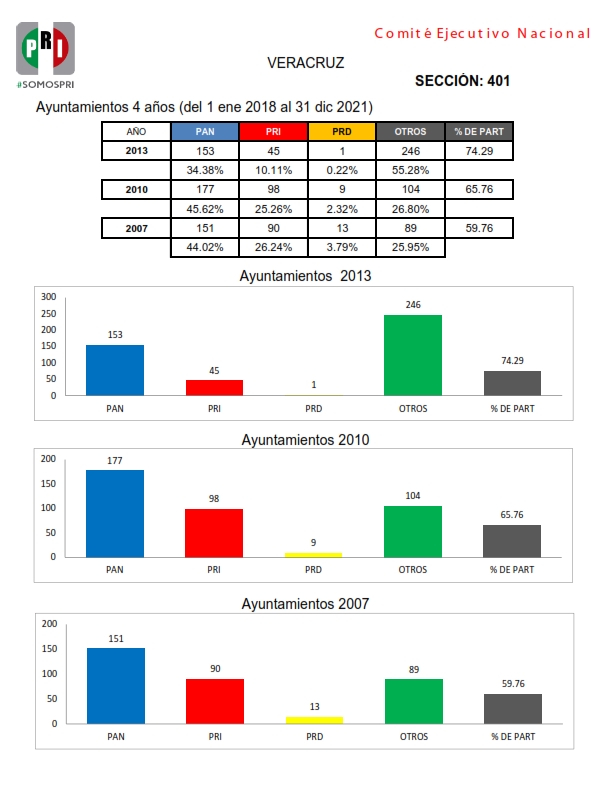 PRI
#SOMOSPRI
Comité Ejecutivo Nacional
VERACRUZ
SECCIÓN: 401
Ayuntamientos 4 años (del 1 ene 2018 al 31 dic 2021)
AÑO PAN PRI PRD OTROS % DE PART
2013 153 45 1 246 74.29
34.38% 10.11% 0.22% 55.28%
2010 177 98 9 104 65.76
45.62% 25.26% 2.32% 26.80%
2007 151 90 13 89 59.76
44.02% 26.24% 3.79% 25.95%
Ayuntamientos 2013
300
250
200
150
100
50
0
153
45
1
246
74.29
PAN PRI PRD OTROS % DE PART
Ayuntamientos 2010
200
150
100
50
0
177
98
9
104
65.76
PAN PRI PRD OTROS % DE PART
Ayuntamientos 2007
200
150
100
50
0
151
90
13
89
59.76
PAN PRI PRD OTROS % DE PART